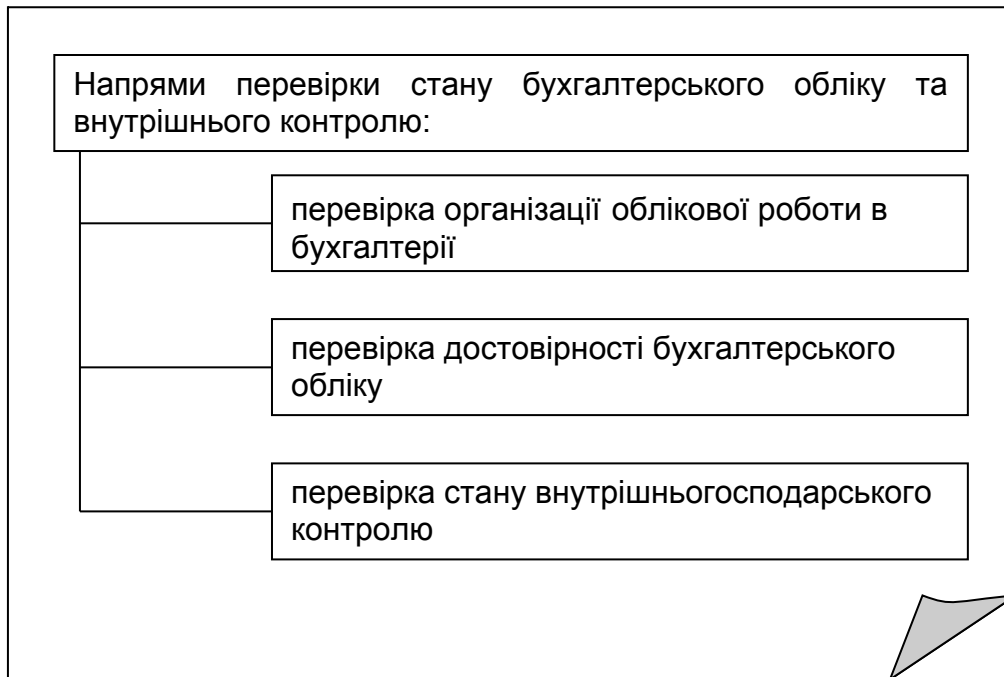 Напрями перевірки стану бухгалтерського обліку та
внутрішнього контролю:
перевірка організації облікової роботи в
бухгалтерії
перевірка достовірності бухгалтерського
обліку
перевірка стану внутрішньогосподарського
контролю